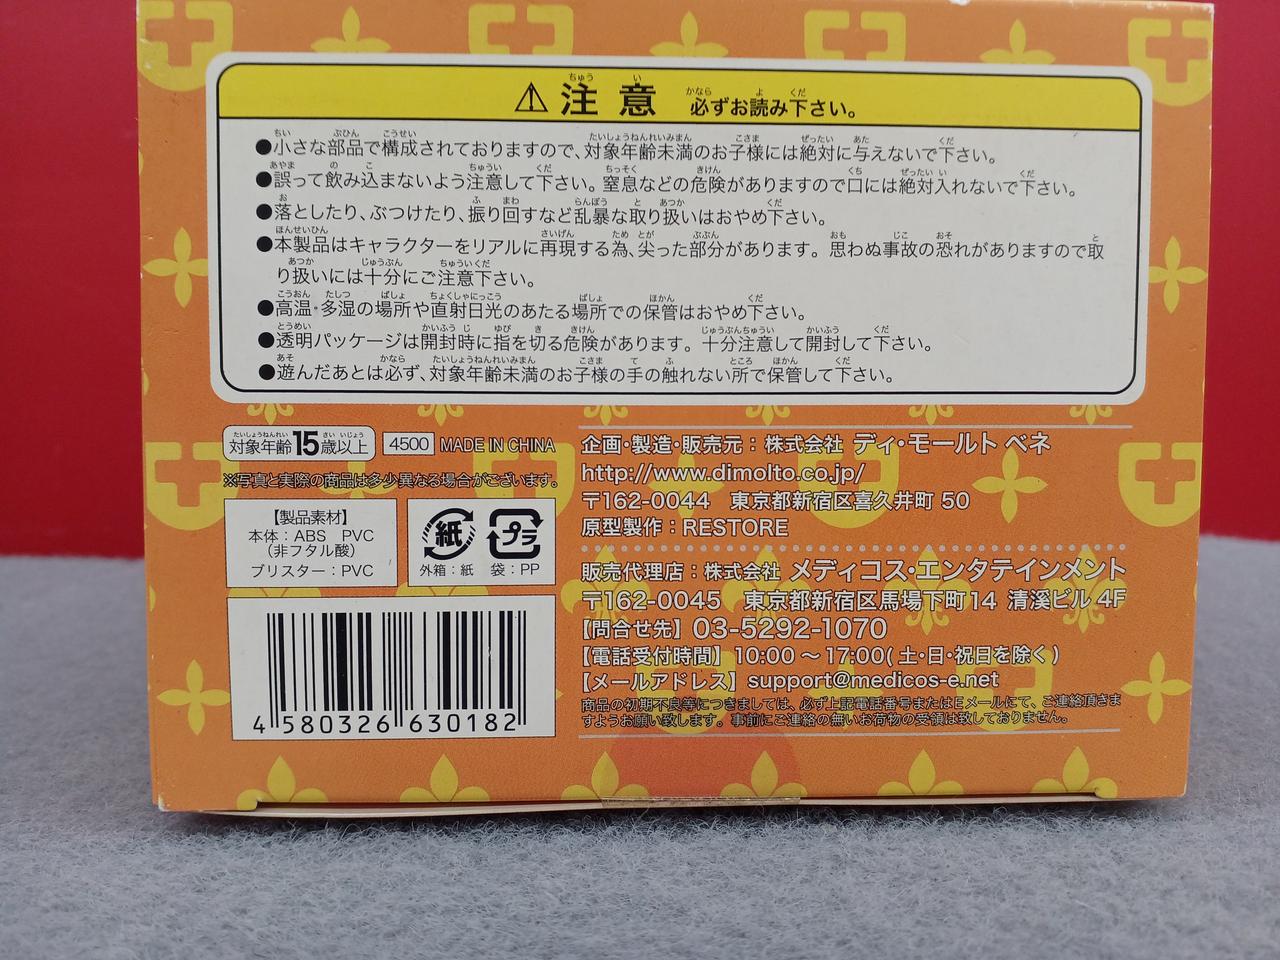 ⚠注意 必ずお読み下さい。
●小さな部品で構成されておりますので、対象年齢未満のお子様には絶対に与えないで下さい。
●誤って飲み込まないよう注意して下さい。窒息などの危険がありますので口には絶対入れないで下さい。
●落としたり、ぶつけたり、振り回すなど乱暴な取り扱いはおやめ下さい。
●本製品はキャラクターをリアルに再現する為、尖った部分があります。思わぬ事故の恐れがありますので取
り扱いには十分にご注意下さい。
●高温・多湿の場所や直射日光のあたる場所での保管はおやめ下さい。
●透明パッケージは開封時に指を切る危険があります。十分注意して開封して下さい。
●遊んだあとは必ず、対象年齢未満のお子様の手の触れない所で保管して下さい。
対象年齢15歳以上 4500 MADE IN CHINA
※写真と実際の商品は多少異なる場合がございます。
【製品素材】
本体:ABS PVC
(非フタル酸)
ブリスター:PVC
紙 プラ
外箱:紙 袋:PP
4 580326 630182
企画・製造・販売元:株式会社 ディ・モールト ベネ
http://www.dimolto.co.jp/
〒162-0044 東京都新宿区喜久井町 50
原型製作:RESTORE
販売代理店:株式会社 メディコス・エンタテインメント
〒162-0045 東京都新宿区馬場下町14 清溪ビル 4F
【問合せ先】03-5292-1070
【電話受付時間】10:00～17:00(土・日・祝日を除く)
【メールアドレス】support@medicos-e.net
商品の初期不良等につきましては、必ず上記電話番号またはEメールにて、ご連絡頂きま
すようお願い致します。事前にご連絡の無いお荷物の受領は致しておりません。